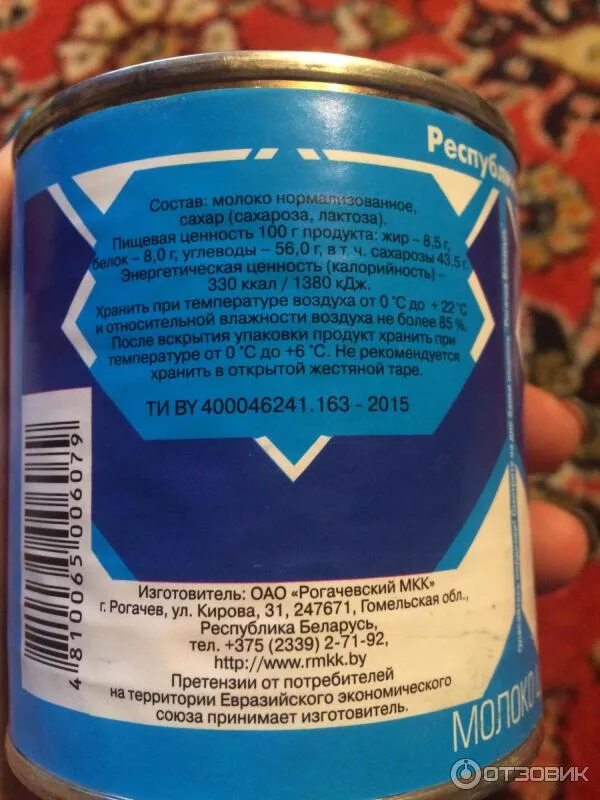 Республи
Состав: молоко нормализованное,
сахар (сахароза, лактоза).
Пищевая ценность 100 г продукта: жир – 8,5 г,
белок – 8,0 г, углеводы – 56,0 г, в т. ч. сахарозы 43,5 г.
Энергетическая ценность (калорийность) –
330 ккал / 1380 кДж.
Хранить при температуре воздуха от 0 °С до +22°С
и относительной влажности воздуха не более 85 %.
После вскрытия упаковки продукт хранить при
температуре от 0 °С до +6 °С. Не рекомендуется
хранить в открытой жестяной таре.
ТИ BY 400046241.163 - 2015
4 810065 006079
Изготовитель: ОАО «Рогачевский МКК»
г. Рогачев, ул. Кирова, 31, 247671, Гомельская обл.,
Республика Беларусь,
тел. +375 (2339) 2-71-92,
http://www.rmkk.by
Претензии от потребителей
на территории Евразийского экономического
союза принимает изготовитель.
МОЛОКО
ОТЗОВИК